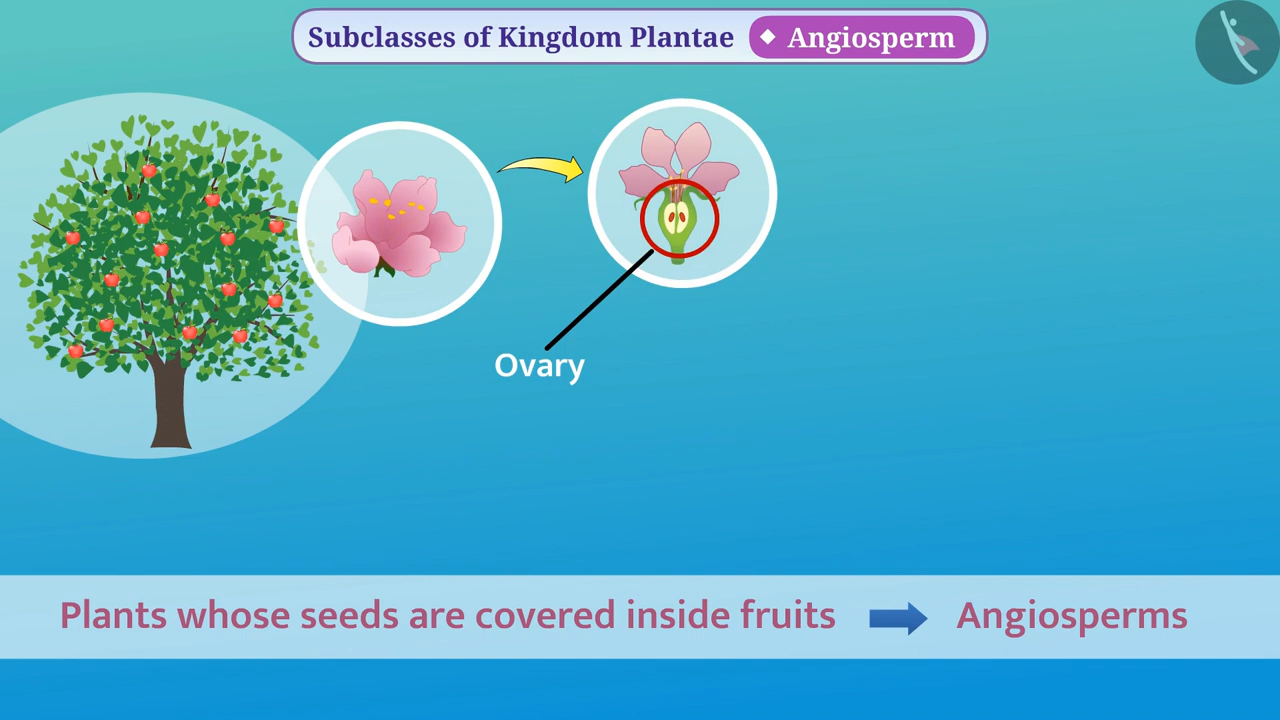 Subclasses of Kingdom Plantae ◆ Angiosperm
Ovary
Plants whose seeds are covered inside fruits ➡ Angiosperms